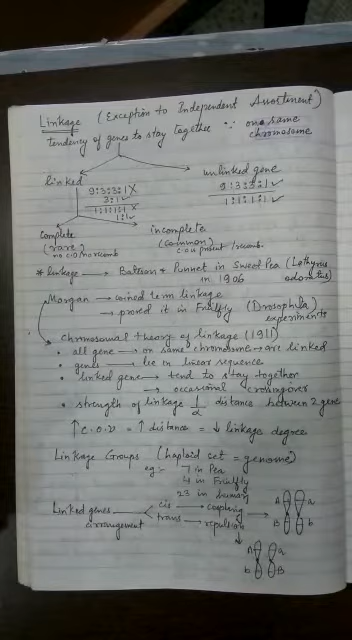 Linkage (Exception to Independent Assortment)
tendency of genes to stay together ∵ on same chromosome
linked unlinked gene
9:3:3:1 X 9:3:3:1 ✓
3:1 ✓ 1:1:1:1 ✓
1:1:1:1 X
1:1 ✓
complete incomplete
(rare) (common)
no C.O/recomb c.o present /recomb.
* linkage → Bateson & Punnet in Sweet Pea (Lathyrus odoratus)
in 1906
Morgan → coined term linkage
→ proved it in Fruitfly (Drosophila) experiments
chromosomal theory of linkage (1911)
• all gene → on same chromosome → are linked
• genes → lie in linear sequence
• linked gene → tend to stay together
→ occasional crossingover
• strength of linkage 1/α distance between 2 gene
↑ C.O.V = ↑ distance = ↓ linkage degree
Linkage Groups (haploid set = genome)
eg:- 7 in Pea
4 in Fruitfly
23 in human
Linked genes cis → coupling → A a
arrangement trans → repulsion B b
A a
b B